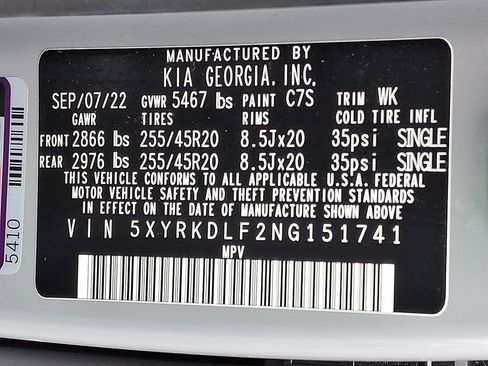 MANUFACTURED BY
KIA GEORGIA, INC.
SEP/07/22 GVWR 5467 lbs PAINT C7S TRIM WK
GAWR TIRES RIMS COLD TIRE INFL
FRONT 2866 lbs 255/45R20 8.5Jx20 35psi SINGLE
REAR 2976 lbs 255/45R20 8.5Jx20 35psi SINGLE
THIS VEHICLE CONFORMS TO ALL APPLICABLE U.S.A. FEDERAL
MOTOR VEHICLE SAFETY AND THEFT PREVENTION STANDARDS
IN EFFECT ON THE DATE OF MANUFACTURE SHOWN ABOVE
VIN 5XYRKDLF2NG151741
MPV
5410